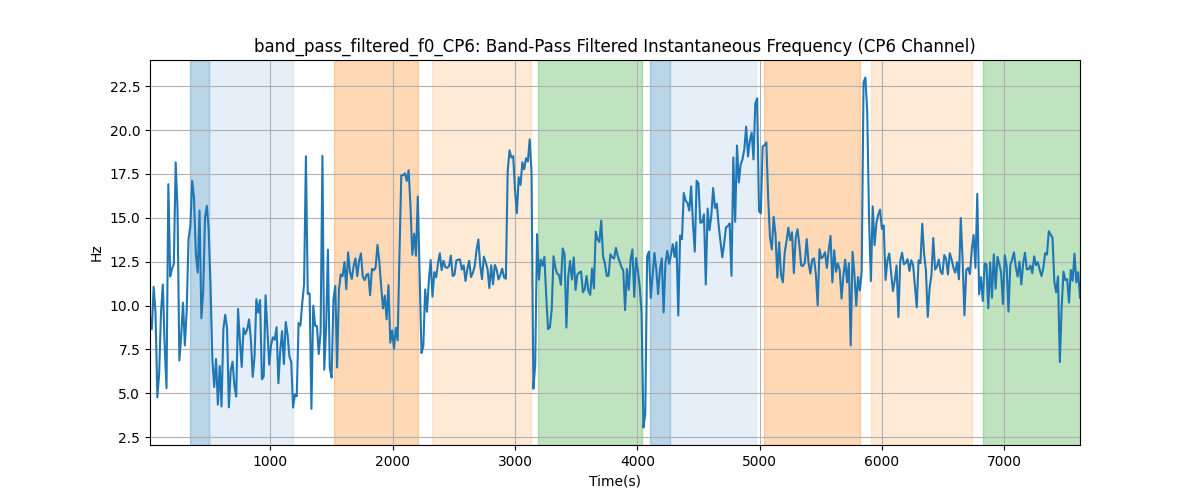 band_pass_filtered_f0_CP6: Band-Pass Filtered Instantaneous Frequency (CP6 Channel)
22.5
20.0
17.5
15.0
12.5
10.0
7.5
5.0
2.5
Hz
1000 2000 3000 4000 5000 6000 7000
Time(s)